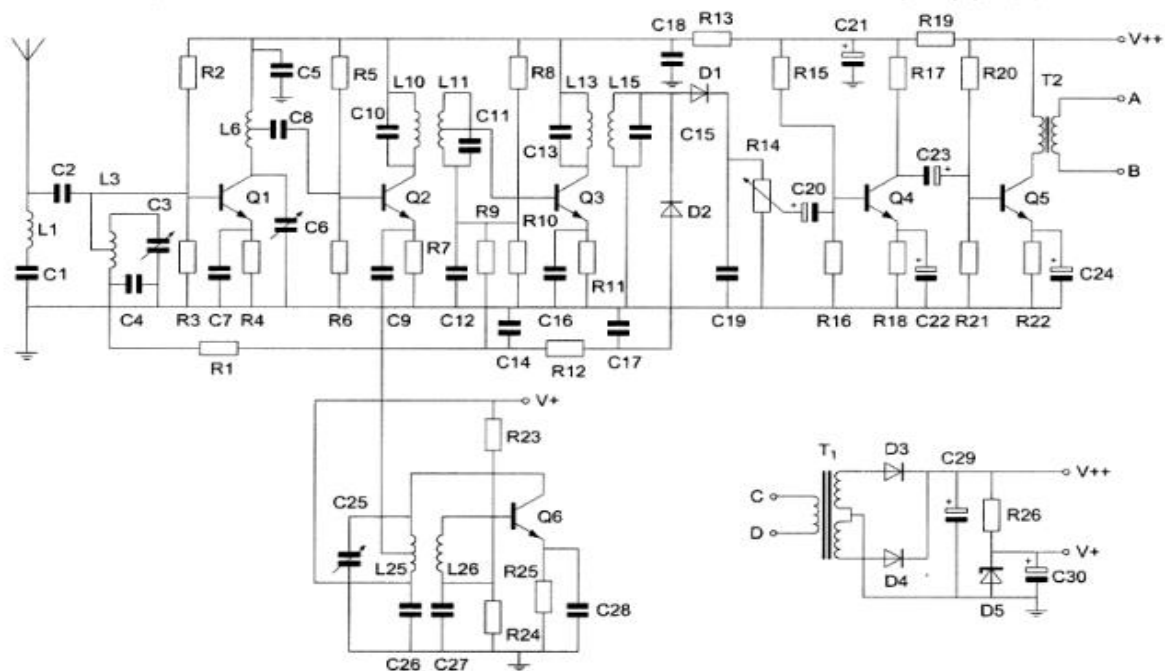 C18 R13 C21 R19
V++
R2 C5 R5 L10 L11 R8 L13 L15 D1 R15 R17 R20 T2
A
L6 C8 C10 C11 C13 C15 R14
C2 L3 C23 B
C3 Q1 Q2 Q3 C20 Q4 Q5
L1 C6 R7 R9 R10 D2
C1 R11 C24
C4 R3 C7 R4 R6 C9 C12 C16 C19 R16 R18 C22 R21 R22
R1 C14 R12 C17
V+
R23
T1 D3 C29
V++
C25 Q6 C R26
D V+
L25 L26 R25 D4 C30
C28 D5
R24
C26 C27
+
+
+
+
+
+
+